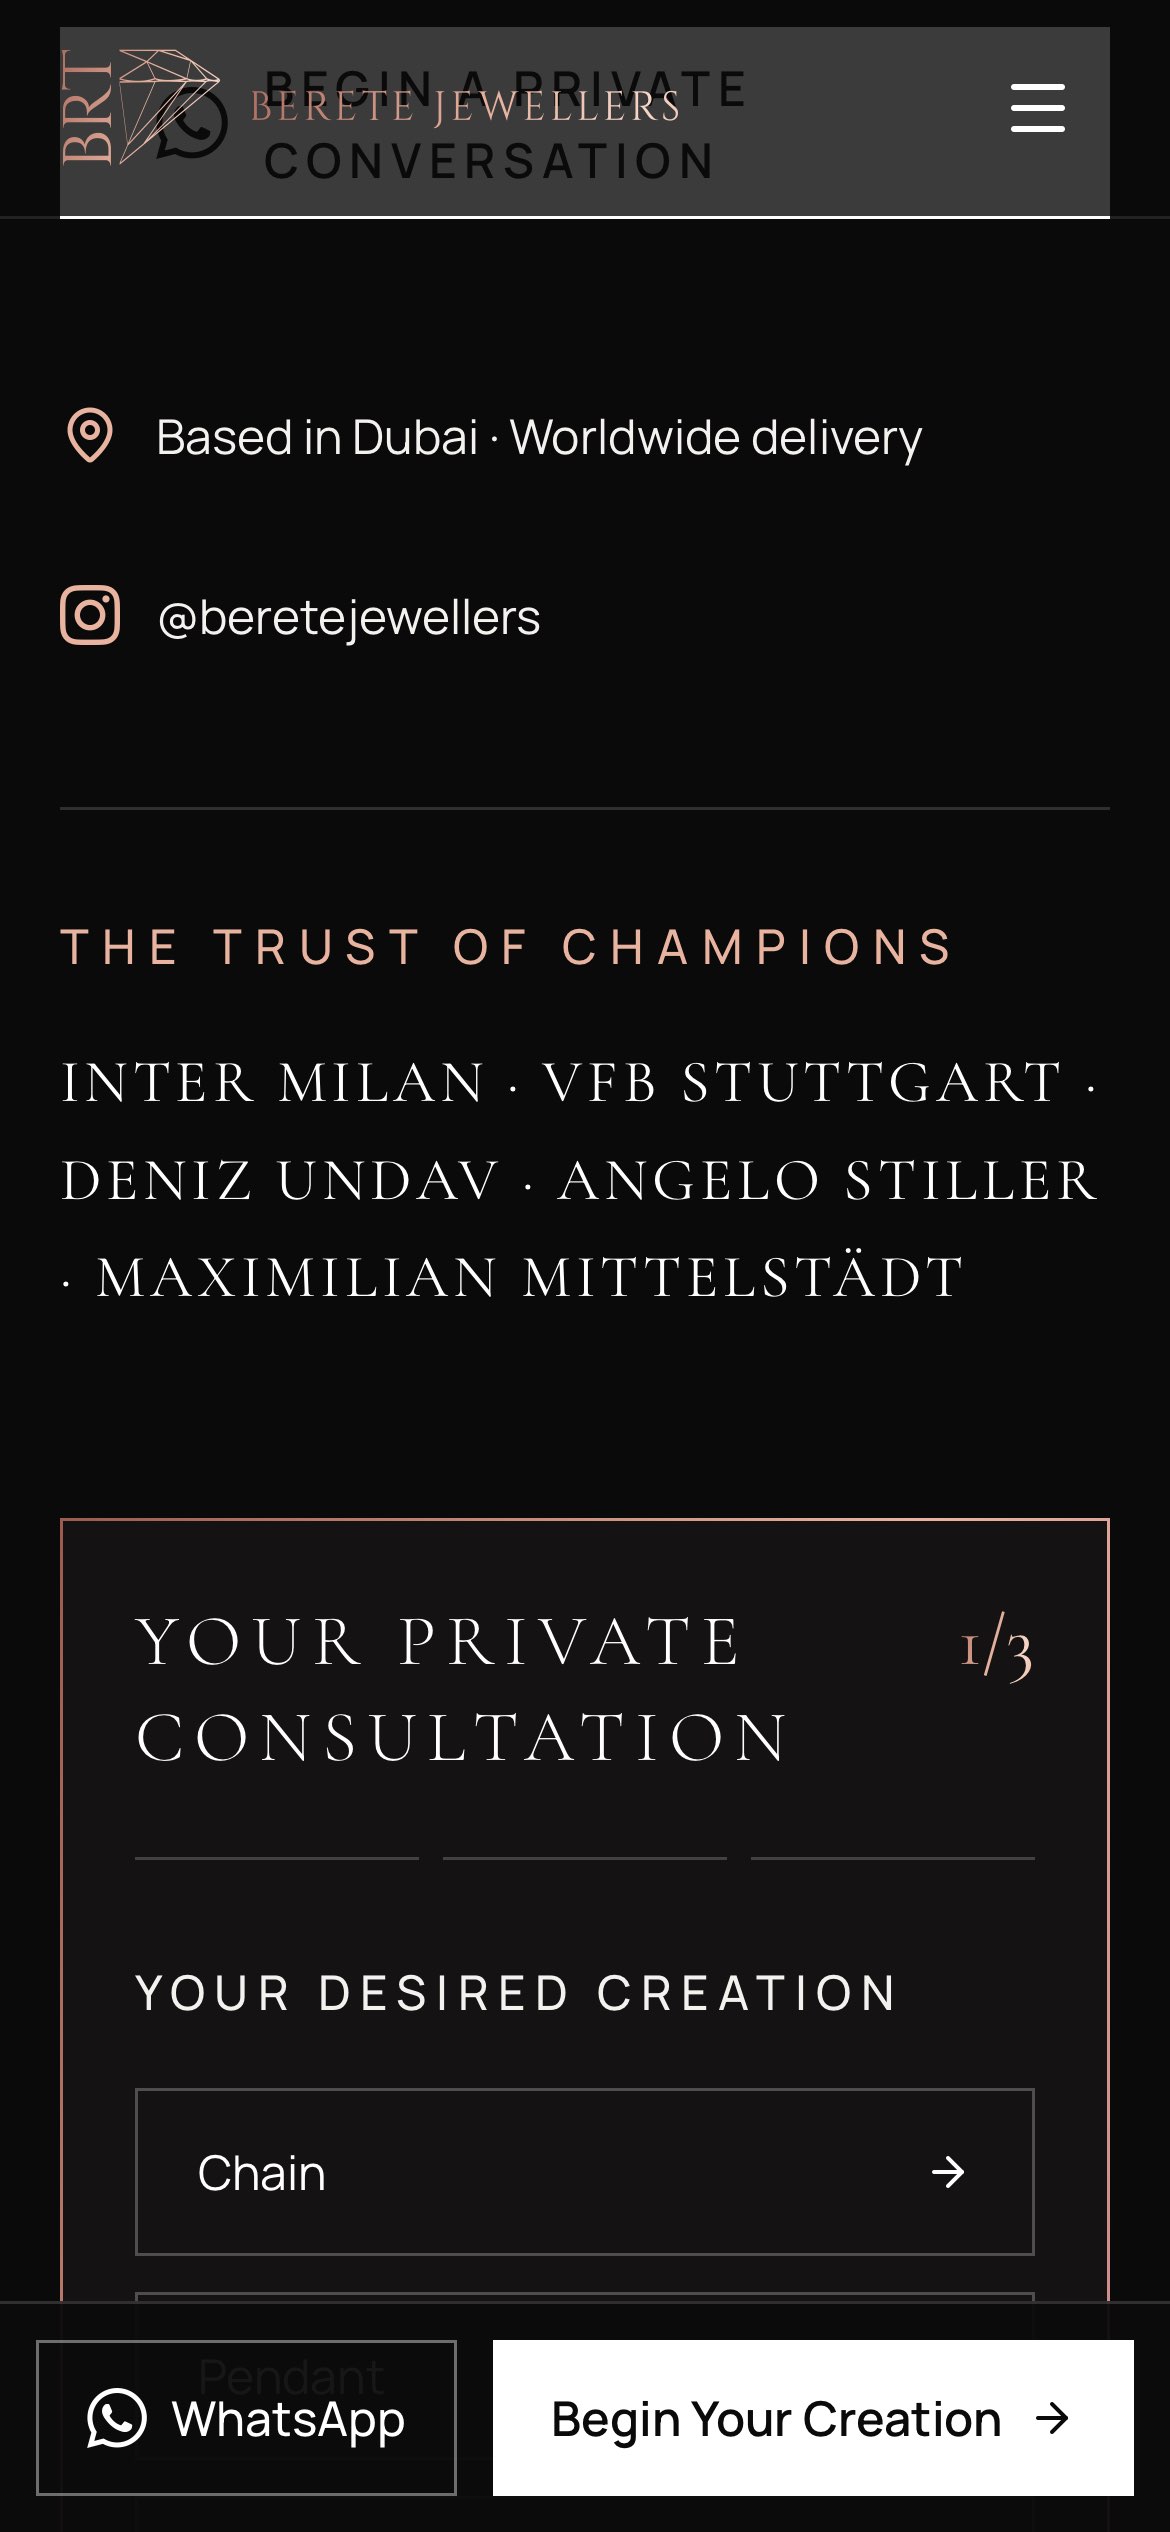 BRT
BERETE JEWELLERS
BEGIN A PRIVATE
CONVERSATION
Based in Dubai · Worldwide delivery
@beretejewellers
THE TRUST OF CHAMPIONS
INTER MILAN · VFB STUTTGART ·
DENIZ UNDAV · ANGELO STILLER
· MAXIMILIAN MITTELSTÄDT
YOUR PRIVATE
CONSULTATION
1/3
YOUR DESIRED CREATION
Chain
Pendant
WhatsApp
Begin Your Creation